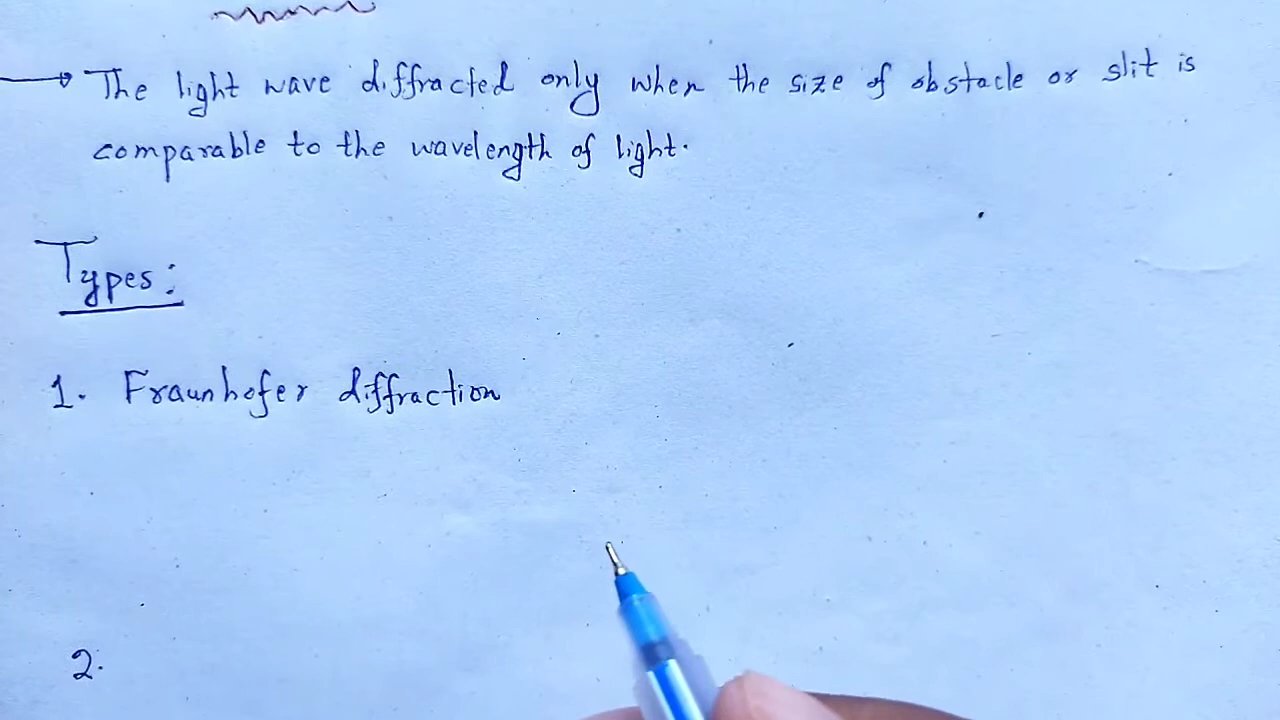 The light wave diffracted only when the size of obstacle or slit is
comparable to the wavelength of light.
Types:
1. Fraunhofer diffraction
2.